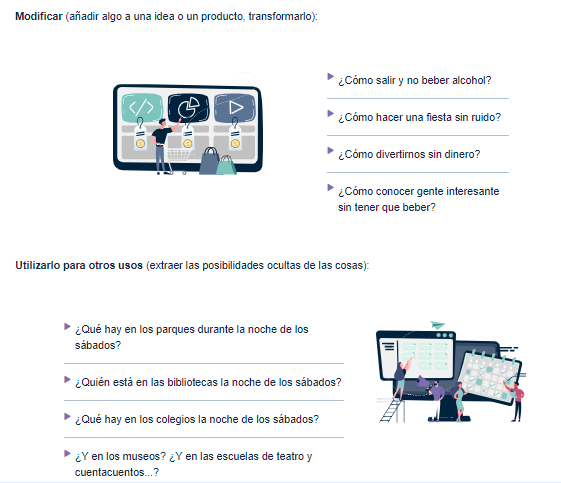 Modificar (añadir algo a una idea o un producto, transformarlo):
¿Cómo salir y no beber alcohol?
¿Cómo hacer una fiesta sin ruido?
¿Cómo divertirnos sin dinero?
¿Cómo conocer gente interesante
sin tener que beber?
Utilizarlo para otros usos (extraer las posibilidades ocultas de las cosas):
¿Qué hay en los parques durante la noche de los
sábados?
¿Quién está en las bibliotecas la noche de los sábados?
¿Qué hay en los colegios la noche de los sábados?
¿Y en los museos? ¿Y en las escuelas de teatro y
cuentacuentos...?